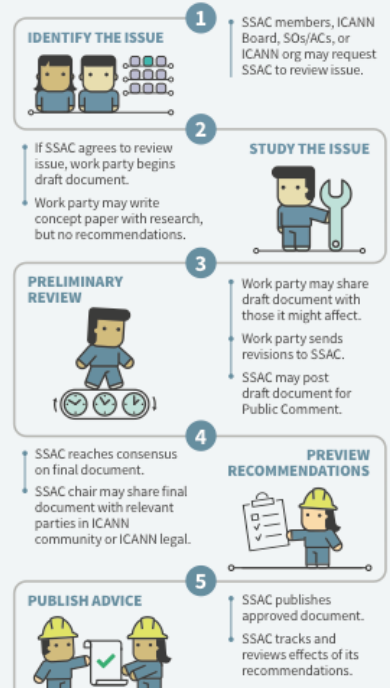 1
IDENTIFY THE ISSUE
• SSAC members, ICANN
Board, SOs/ACs, or
ICANN org may request
SSAC to review issue.
2
STUDY THE ISSUE
• If SSAC agrees to review
issue, work party begins
draft document.
• Work party may write
concept paper with research,
but no recommendations.
3
PRELIMINARY
REVIEW
• Work party may share
draft document with
those it might affect.
• Work party sends
revisions to SSAC.
• SSAC may post
draft document for
Public Comment.
4
PREVIEW
RECOMMENDATIONS
• SSAC reaches consensus
on final document.
• SSAC chair may share final
document with relevant
parties in ICANN
community or ICANN legal.
5
PUBLISH ADVICE
• SSAC publishes
approved document.
• SSAC tracks and
reviews effects of its
recommendations.